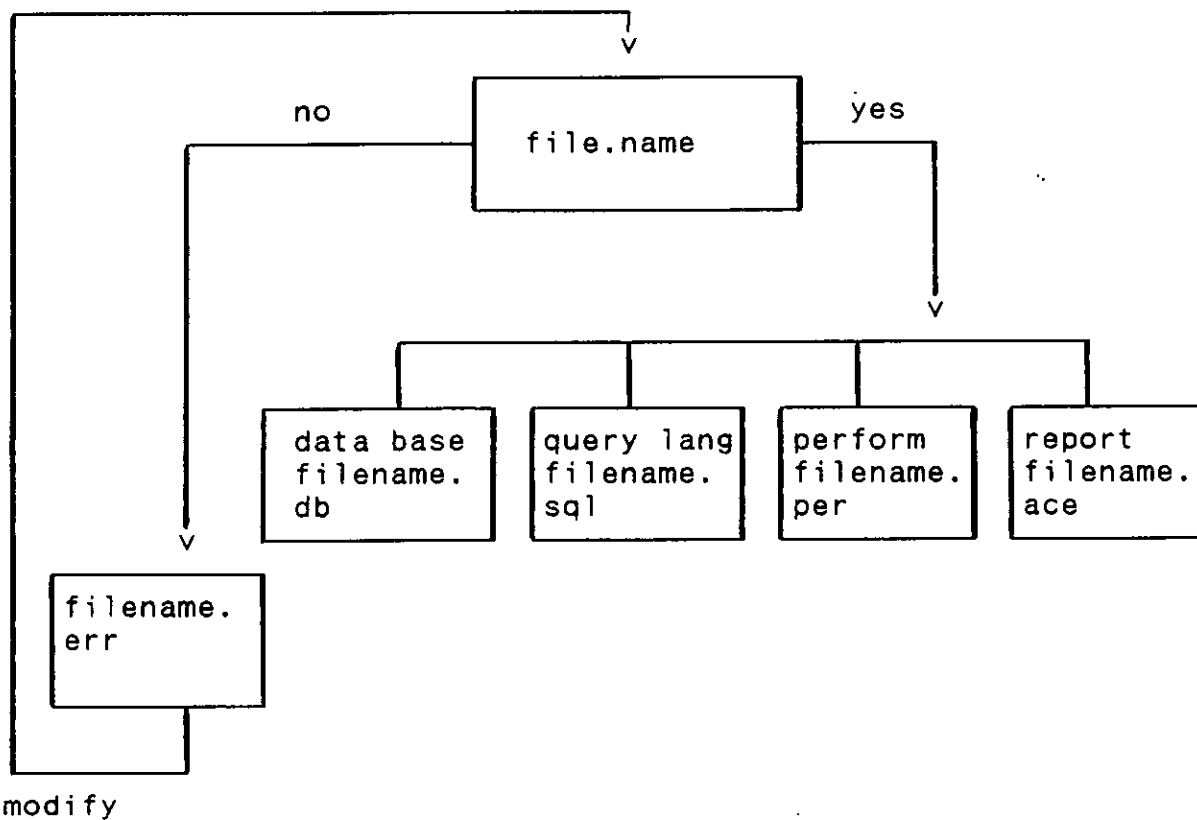 no
yes
file.name
data base
filename.
db
query lang
filename.
sql
perform
filename.
per
report
filename.
ace
filename.
err
modify